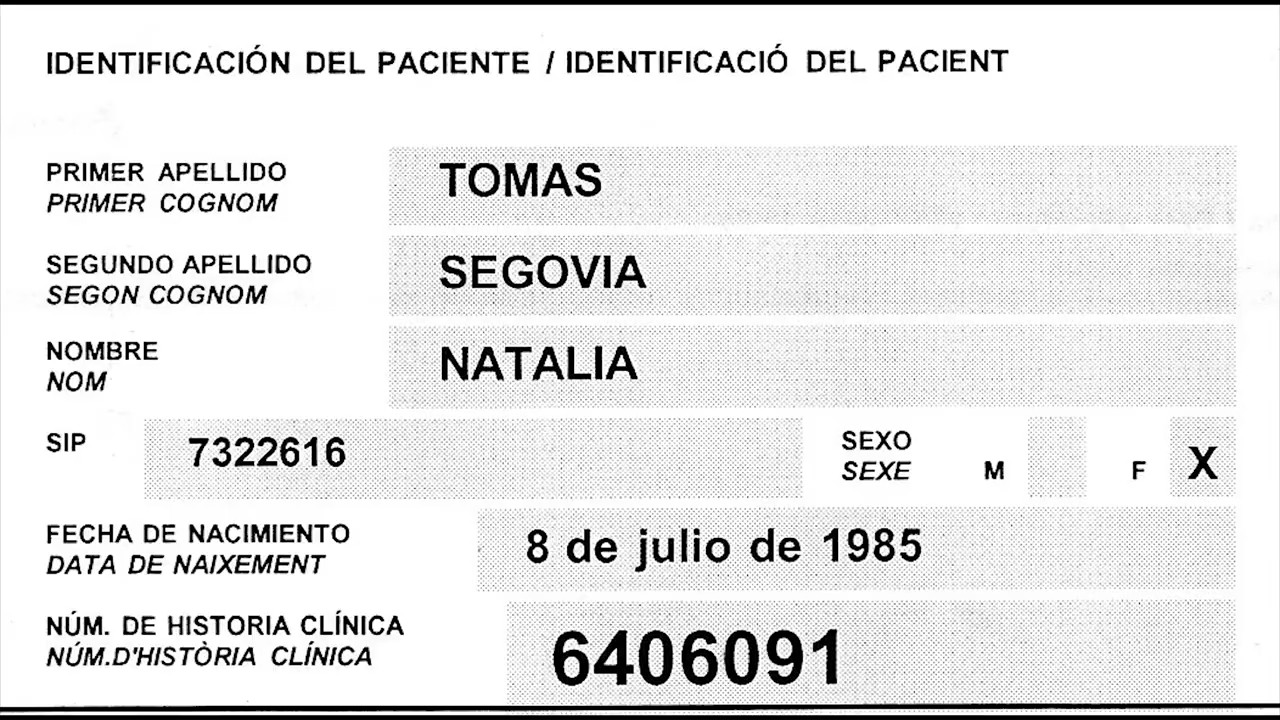 IDENTIFICACIÓN DEL PACIENTE / IDENTIFICACIÓ DEL PACIENT
PRIMER APELLIDO
PRIMER COGNOM
TOMAS
SEGUNDO APELLIDO
SEGON COGNOM
SEGOVIA
NOMBRE
NOM
NATALIA
SIP
7322616
SEXO
SEXE
M
F X
FECHA DE NACIMIENTO
DATA DE NAIXEMENT
8 de julio de 1985
NÚM. DE HISTORIA CLÍNICA
NÚM.D'HISTÒRIA CLÍNICA
6406091